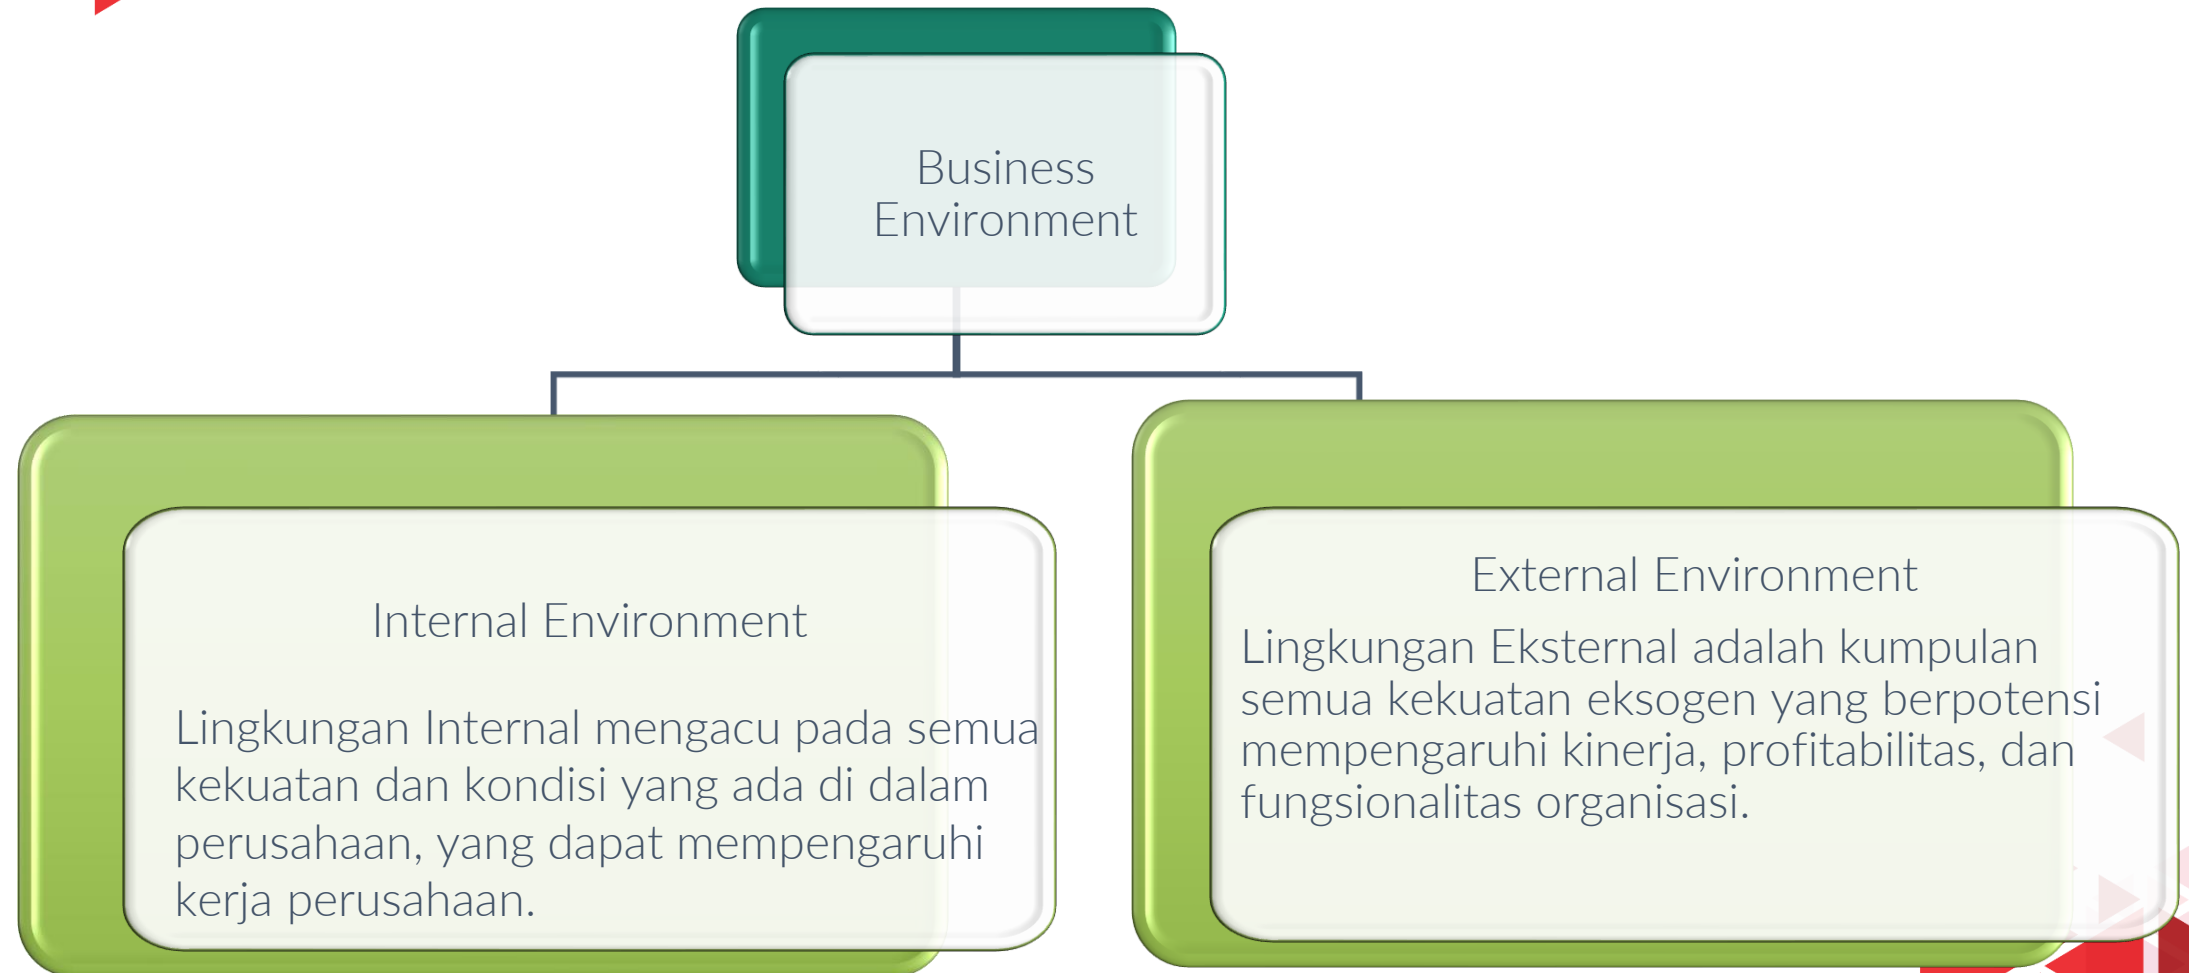 Business
Environment
Internal Environment
Lingkungan Internal mengacu pada semua
kekuatan dan kondisi yang ada di dalam
perusahaan, yang dapat mempengaruhi
kerja perusahaan.
External Environment
Lingkungan Eksternal adalah kumpulan
semua kekuatan eksogen yang berpotensi
mempengaruhi kinerja, profitabilitas, dan
fungsionalitas organisasi.